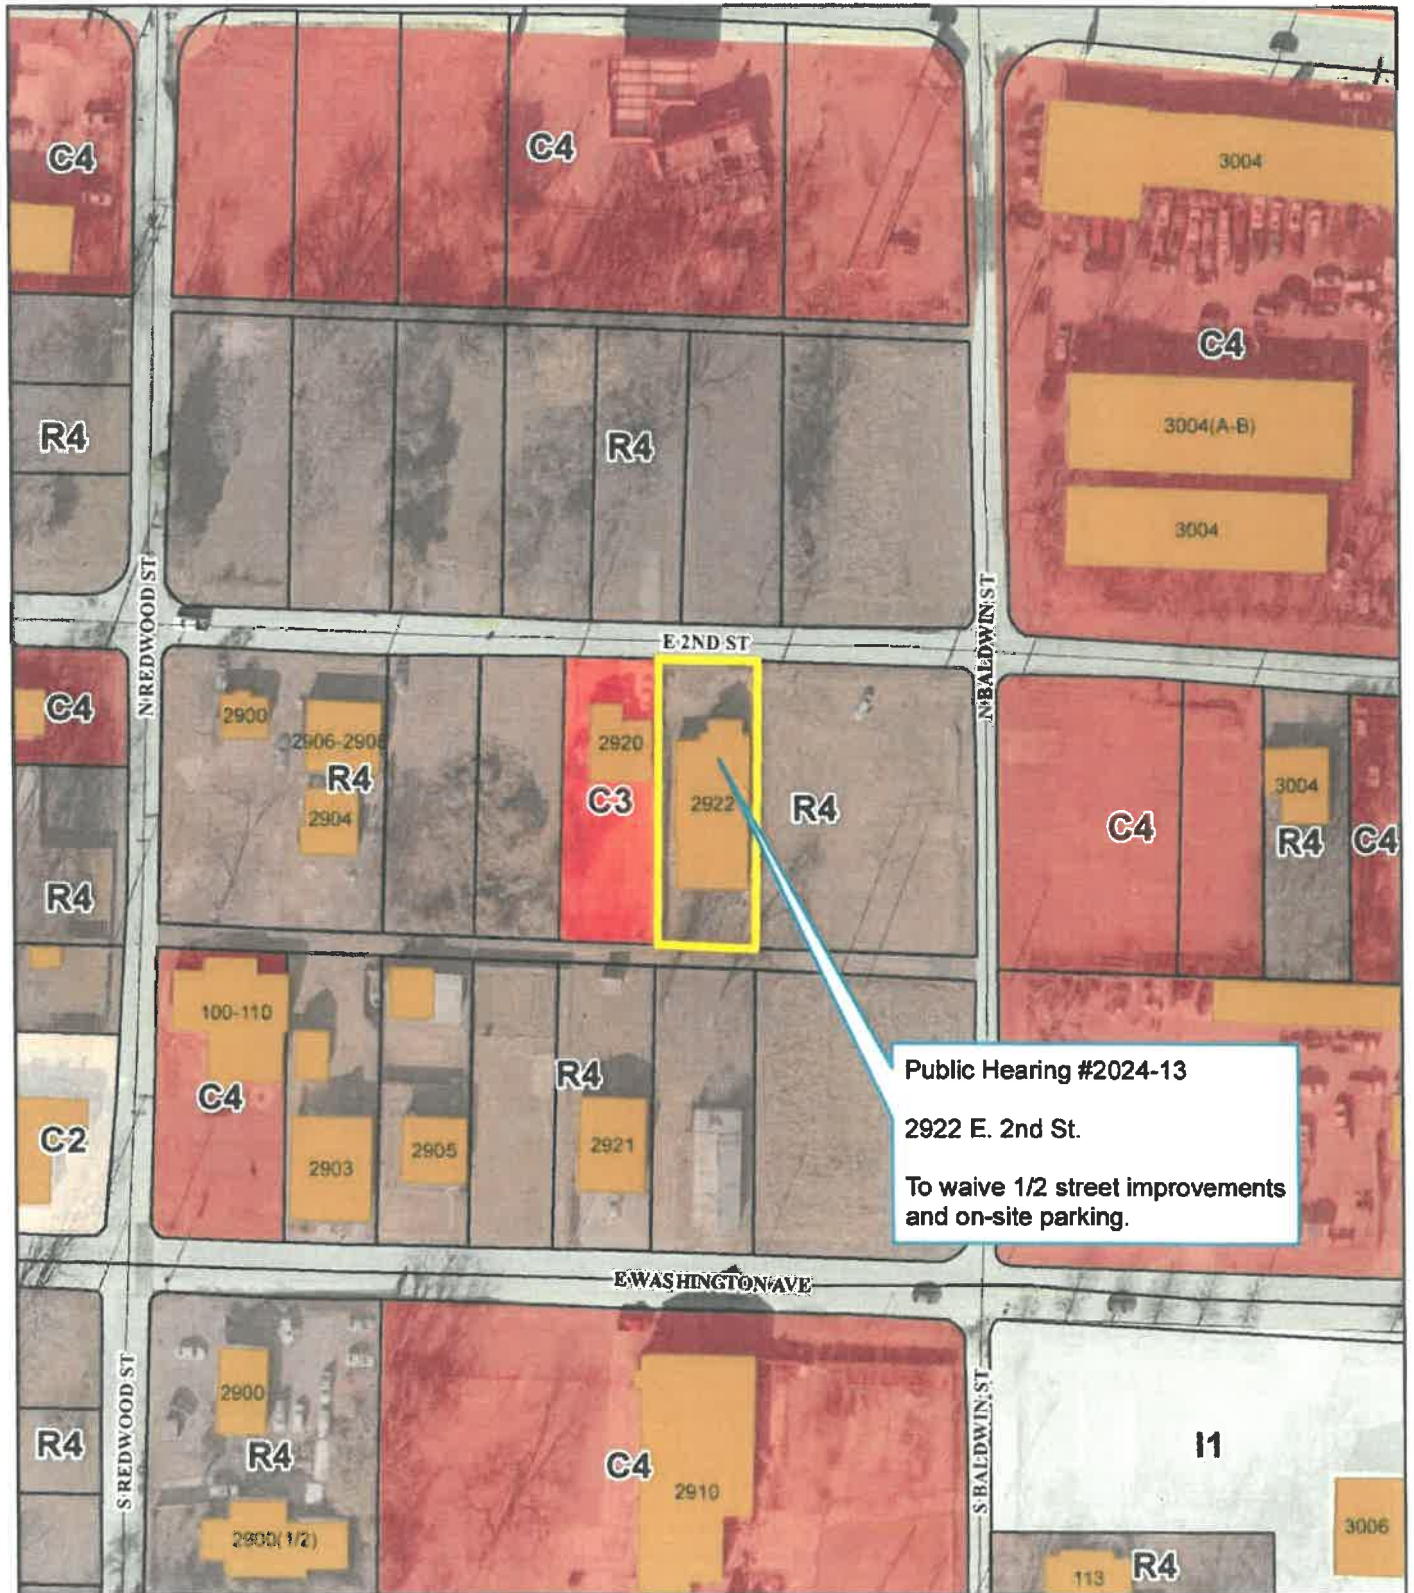 C4
C4
3004
C4
3004(A-B)
3004
R4
R4
N REDWOOD ST
E 2ND ST
N BALDWIN ST
C4
2900
2906-2908
R4
2904
2920
C3
2922
R4
C4
3004
R4
C4
R4
100-110
C4
R4
C2
2903
2905
2921
Public Hearing #2024-13
2922 E. 2nd St.
To waive 1/2 street improvements
and on-site parking.
E WASHINGTON AVE
S REDWOOD ST
S BALDWIN ST
2900
R4
R4
2900(1/2)
C4
2910
I1
3006
113
R4